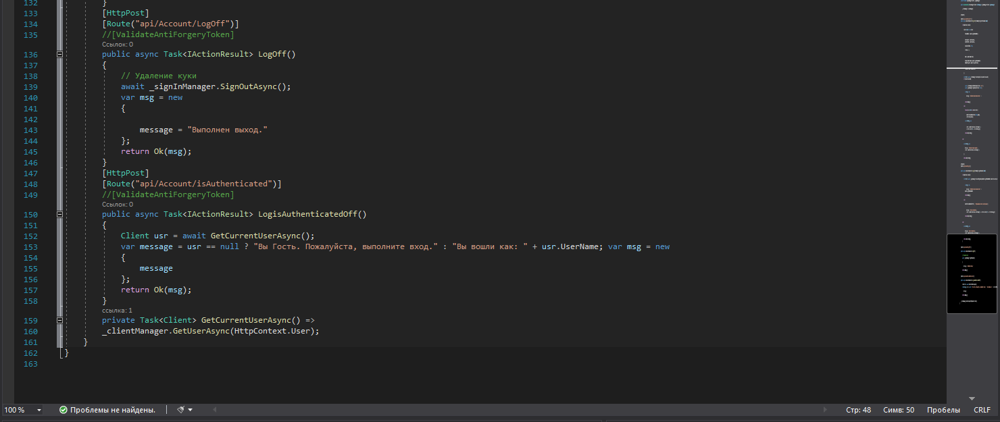 132 }
133 [HttpPost]
134 [Route("api/Account/LogOff")]
135 //[ValidateAntiForgeryToken]
Ссылок: 0
136 public async Task<IActionResult> LogOff()
137 {
138 // Удаление куки
139 await _signInManager.SignOutAsync();
140 var msg = new
141 {
142
143 message = "Выполнен выход."
144 };
145 return Ok(msg);
146 }
147 [HttpPost]
148 [Route("api/Account/isAuthenticated")]
149 //[ValidateAntiForgeryToken]
Ссылок: 0
150 public async Task<IActionResult> LogisAuthenticatedOff()
151 {
152 Client usr = await GetCurrentUserAsync();
153 var message = usr == null ? "Вы Гость. Пожалуйста, выполните вход." : "Вы вошли как: " + usr.UserName; var msg = new
154 {
155 message
156 };
157 return Ok(msg);
158 }
ссылка: 1
159 private Task<Client> GetCurrentUserAsync() =>
160 _clientManager.GetUserAsync(HttpContext.User);
161 }
162 }
163
100 % Проблемы не найдены. Стр: 48 Симв: 50 Пробелы CRLF